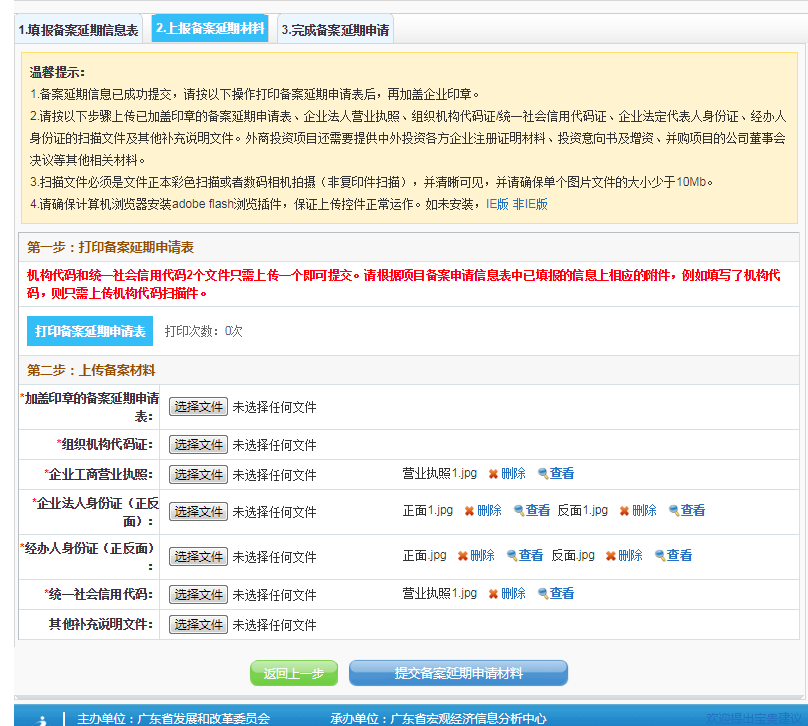 1.填报备案延期信息表 2.上报备案延期材料 3.完成备案延期申请
温馨提示：
1.备案延期信息已成功提交，请按以下操作打印备案延期申请表后，再加盖企业印章。
2.请按以下步骤上传已加盖印章的备案延期申请表、企业法人营业执照、组织机构代码证/统一社会信用代码证、企业法定代表人身份证、经办人
身份证的扫描文件及其他补充说明文件。外商投资项目还需要提供中外投资各方企业注册证明材料、投资意向书及增资、并购项目的公司董事会
决议等其他相关材料。
3.扫描文件必须是文件正本彩色扫描或者数码相机拍摄（非复印件扫描），并清晰可见，并请确保单个图片文件的大小少于10Mb。
4.请确保计算机浏览器安装adobe flash浏览插件，保证上传控件正常运作。如未安装，IE版 非IE版
第一步：打印备案延期申请表
机构代码和统一社会信用代码2个文件只需上传一个即可提交。请根据项目备案申请信息表中已填报的信息上相应的附件，例如填写了机构代
码，则只需上传机构代码扫描件。
打印备案延期申请表 打印次数：0次
第二步：上传备案材料
*加盖印章的备案延期申请
表： 选择文件 未选择任何文件
*组织机构代码证： 选择文件 未选择任何文件
*企业工商营业执照： 选择文件 未选择任何文件 营业执照1.jpg 删除 查看
*企业法人身份证（正反
面）： 选择文件 未选择任何文件 正面1.jpg 删除 查看 反面1.jpg 删除 查看
*经办人身份证（正反面）
： 选择文件 未选择任何文件 正面.jpg 删除 查看 反面.jpg 删除 查看
*统一社会信用代码： 选择文件 未选择任何文件 营业执照1.jpg 删除 查看
其他补充说明文件： 选择文件 未选择任何文件
返回上一步 提交备案延期申请材料
主办单位：广东省发展和改革委员会 承办单位：广东省宏观经济信息分析中心 欢迎提出宝贵建议